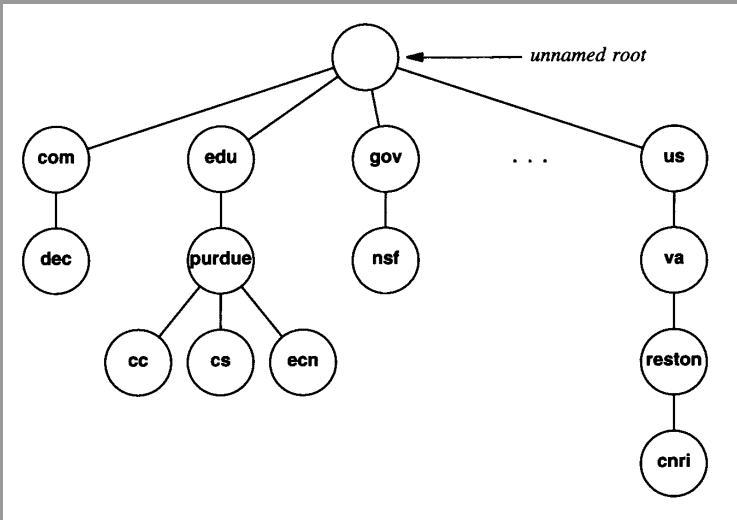 unnamed root
com edu gov ... us
dec purdue nsf va
cc cs ecn reston
cnri